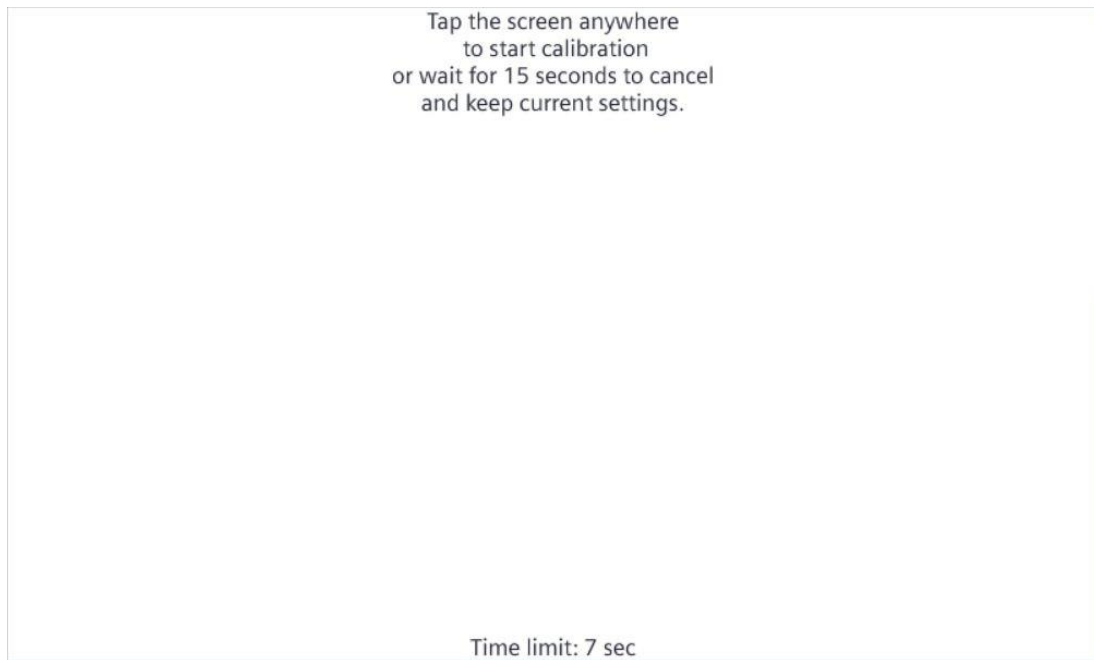 Tap the screen anywhere
to start calibration
or wait for 15 seconds to cancel
and keep current settings.
Time limit: 7 sec